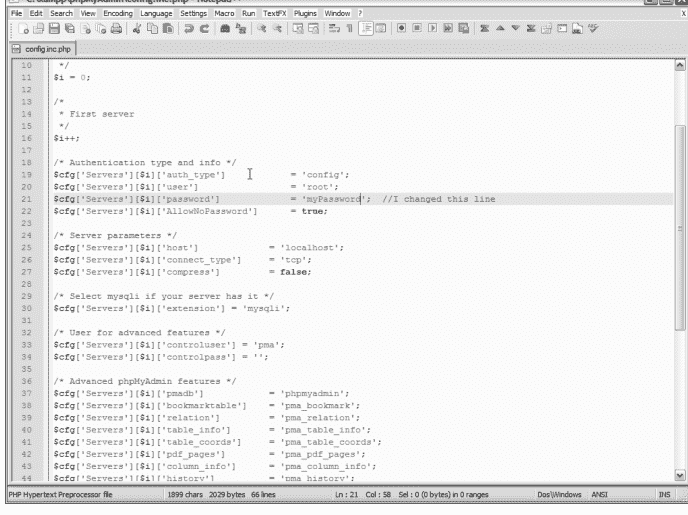 File Edit Search View Encoding Language Settings Macro Run TextFX Plugins Window ? X
config.inc.php
10 */
11 $i = 0;
12
13 /*
14 * First server
15 */
16 $i++;
17
18 /* Authentication type and info */
19 $cfg['Servers'][$i]['auth_type'] = 'config';
20 $cfg['Servers'][$i]['user'] = 'root';
21 $cfg['Servers'][$i]['password'] = 'myPassword'; //I changed this line
22 $cfg['Servers'][$i]['AllowNoPassword'] = true;
23
24 /* Server parameters */
25 $cfg['Servers'][$i]['host'] = 'localhost';
26 $cfg['Servers'][$i]['connect_type'] = 'tcp';
27 $cfg['Servers'][$i]['compress'] = false;
28
29 /* Select mysqli if your server has it */
30 $cfg['Servers'][$i]['extension'] = 'mysqli';
31
32 /* User for advanced features */
33 $cfg['Servers'][$i]['controluser'] = 'pma';
34 $cfg['Servers'][$i]['controlpass'] = '';
35
36 /* Advanced phpMyAdmin features */
37 $cfg['Servers'][$i]['pmadb'] = 'phpmyadmin';
38 $cfg['Servers'][$i]['bookmarktable'] = 'pma_bookmark';
39 $cfg['Servers'][$i]['relation'] = 'pma_relation';
40 $cfg['Servers'][$i]['table_info'] = 'pma_table_info';
41 $cfg['Servers'][$i]['table_coords'] = 'pma_table_coords';
42 $cfg['Servers'][$i]['pdf_pages'] = 'pma_pdf_pages';
43 $cfg['Servers'][$i]['column_info'] = 'pma_column_info';
44 $cfg['Servers'][$i]['history'] = 'pma_history';
PHP Hypertext Preprocessor file 1899 chars 2029 bytes 66 lines Ln : 21 Col : 58 Sel : 0 (0 bytes) in 0 ranges Dos\Windows ANSI INS